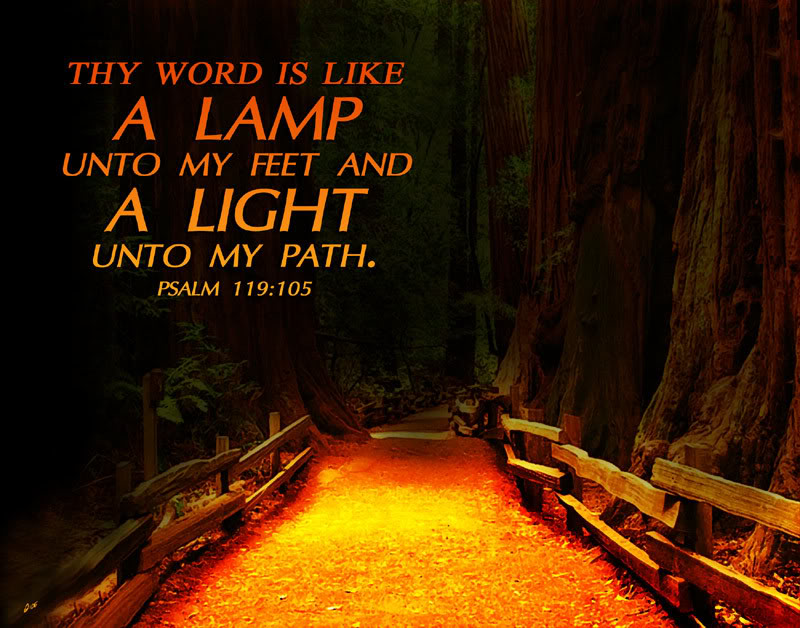 THY WORD IS LIKE
A LAMP
UNTO MY FEET AND
A LIGHT
UNTO MY PATH.
PSALM 119:105